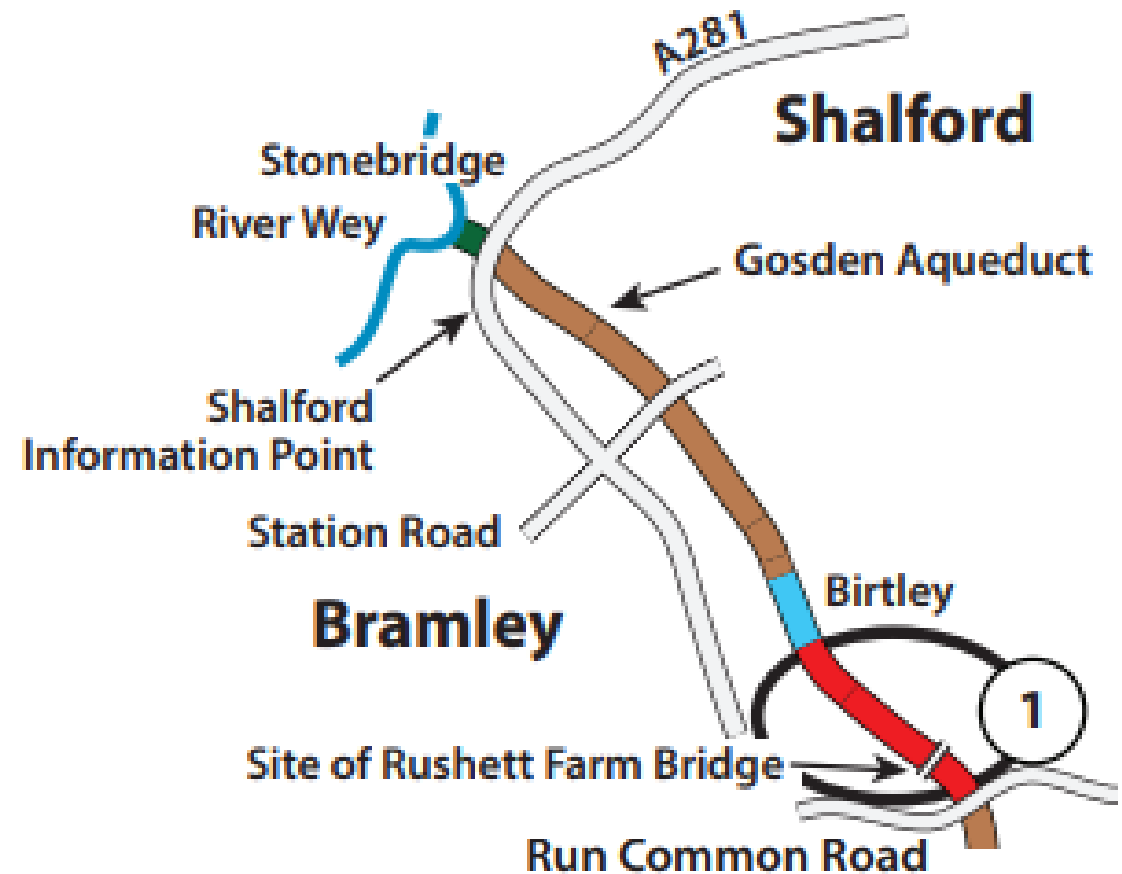 A281
Shalford
Stonebridge
River Wey
Gosden Aqueduct
Shalford
Information Point
Station Road
Birtley
Bramley
1
Site of Rushett Farm Bridge
Run Common Road